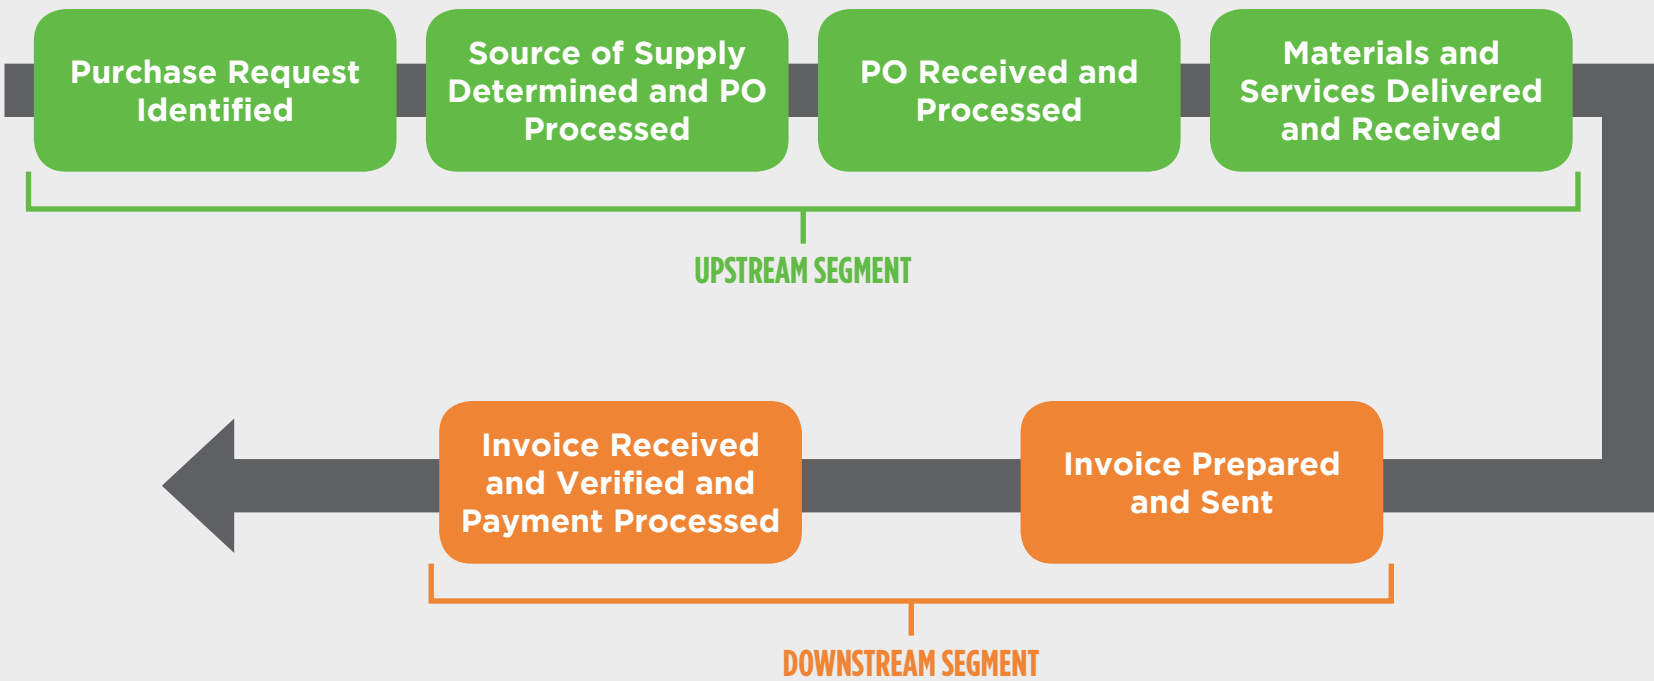 Purchase Request
Identified
Source of Supply
Determined and PO
Processed
PO Received and
Processed
Materials and
Services Delivered
and Received
UPSTREAM SEGMENT
Invoice Received
and Verified and
Payment Processed
Invoice Prepared
and Sent
DOWNSTREAM SEGMENT